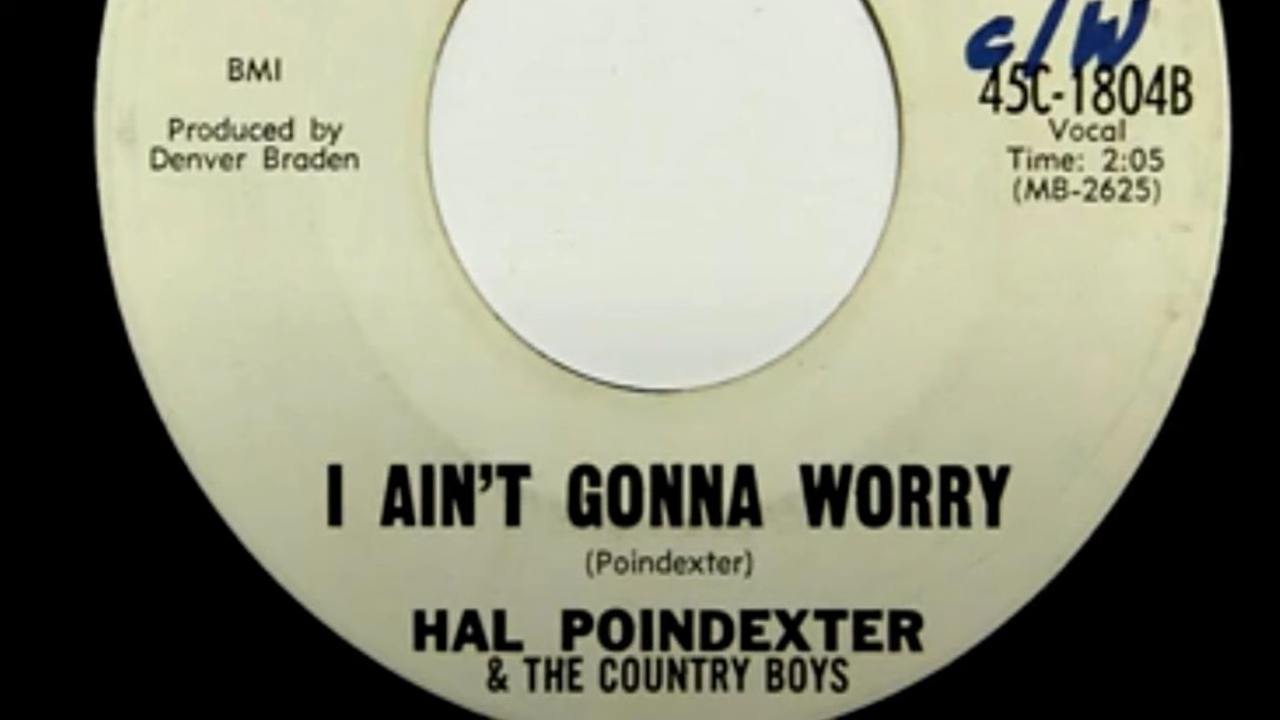 BMI
Produced by
Denver Braden
c/w
45C-1804B
Vocal
Time: 2:05
(MB-2625)
I AIN'T GONNA WORRY
(Poindexter)
HAL POINDEXTER
& THE COUNTRY BOYS